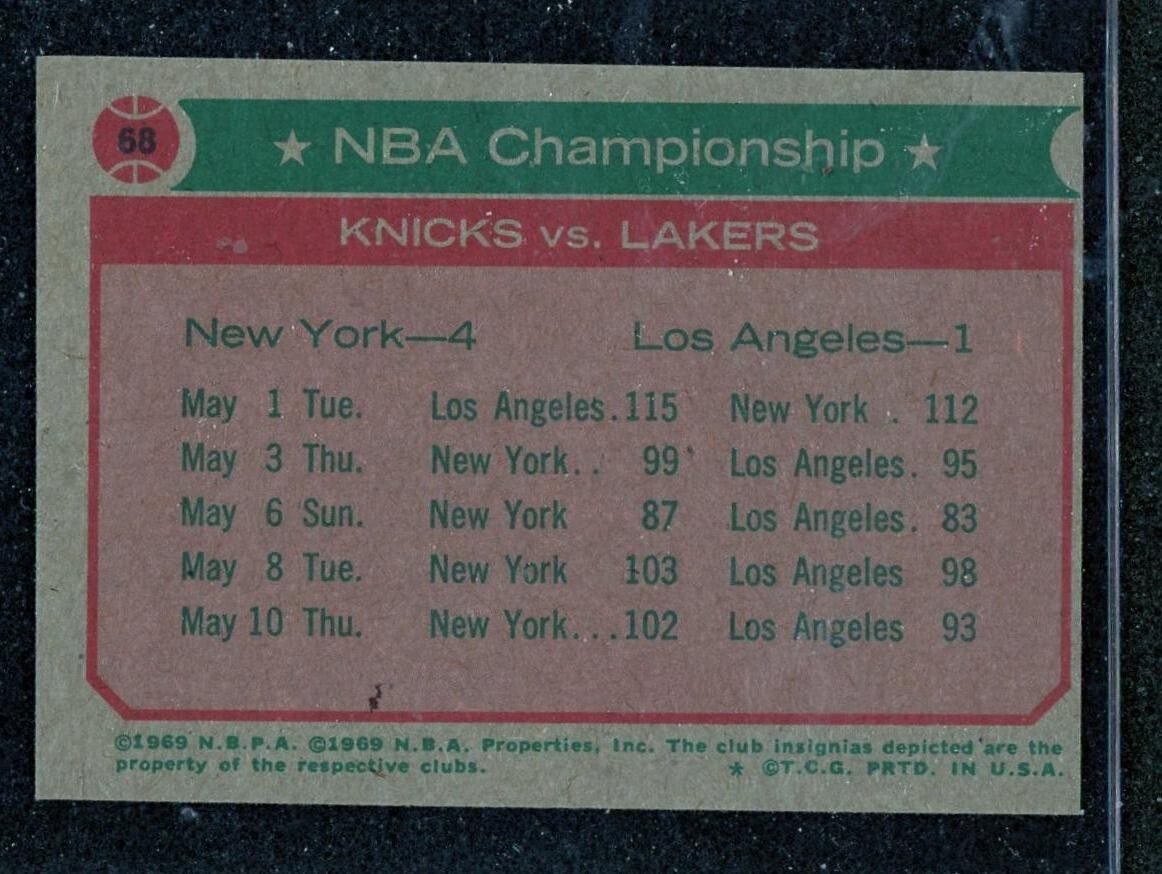 68
★ NBA Championship ★
KNICKS vs. LAKERS
New York—4 Los Angeles—1
May 1 Tue. Los Angeles.115 New York . 112
May 3 Thu. New York.. 99 Los Angeles. 95
May 6 Sun. New York 87 Los Angeles. 83
May 8 Tue. New York 103 Los Angeles 98
May 10 Thu. New York...102 Los Angeles 93
©1969 N.B.P.A. ©1969 N.B.A. Properties, Inc. The club insignias depicted are the
property of the respective clubs. * ©T.C.G. PRTD. IN U.S.A.